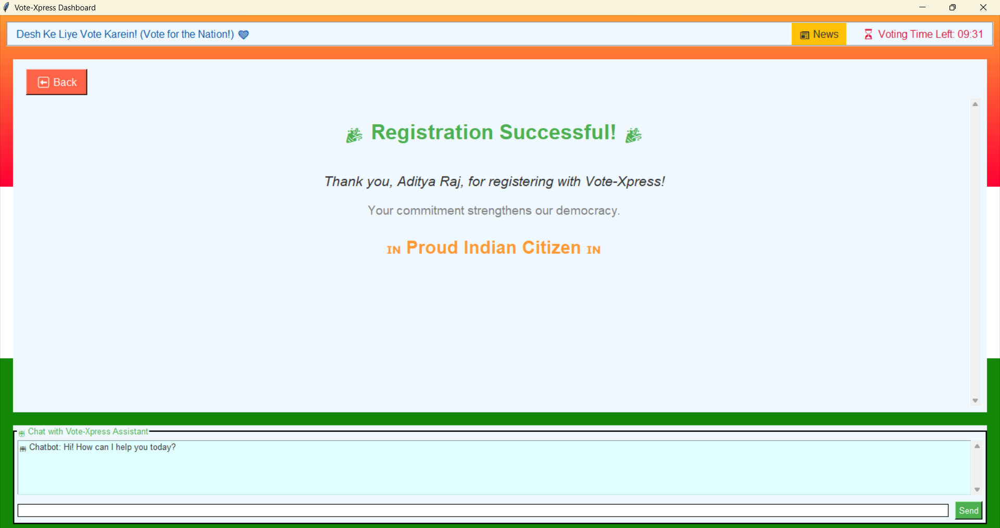 Vote-Xpress Dashboard
Desh Ke Liye Vote Karein! (Vote for the Nation!) 💙
📰 News
⏳ Voting Time Left: 09:31
⬅ Back
🎉 Registration Successful! 🎉
Thank you, Aditya Raj, for registering with Vote-Xpress!
Your commitment strengthens our democracy.
IN Proud Indian Citizen IN
🤖 Chat with Vote-Xpress Assistant
🤖 Chatbot: Hi! How can I help you today?
Send